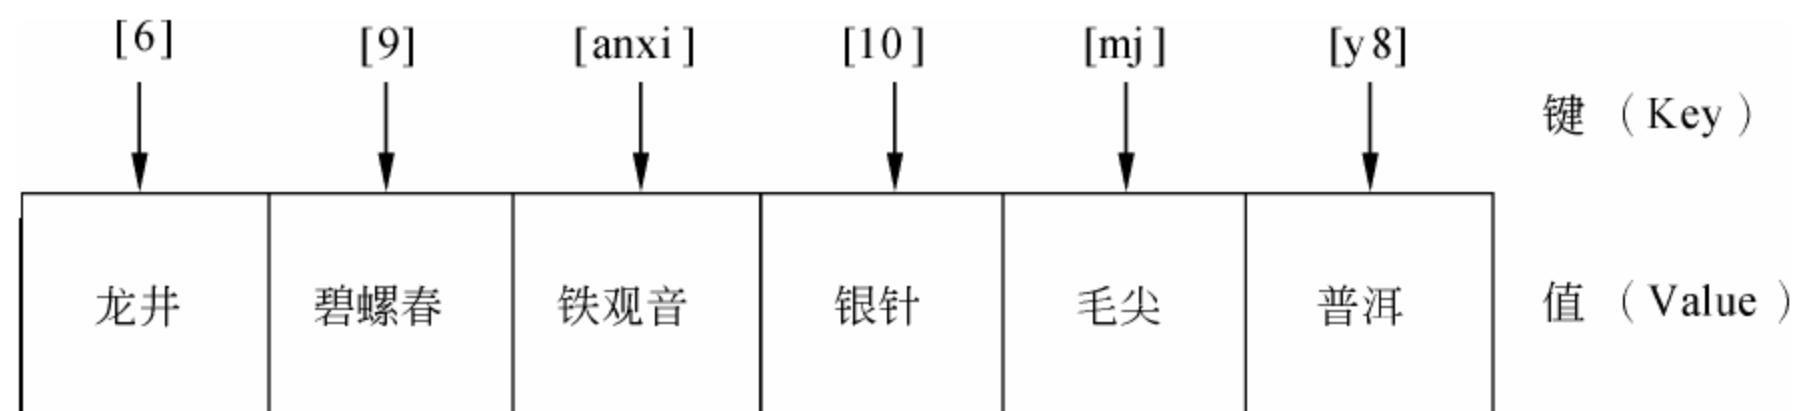 [6] [9] [anxi] [10] [mj] [y8]
键（Key）
龙井 碧螺春 铁观音 银针 毛尖 普洱 值（Value）